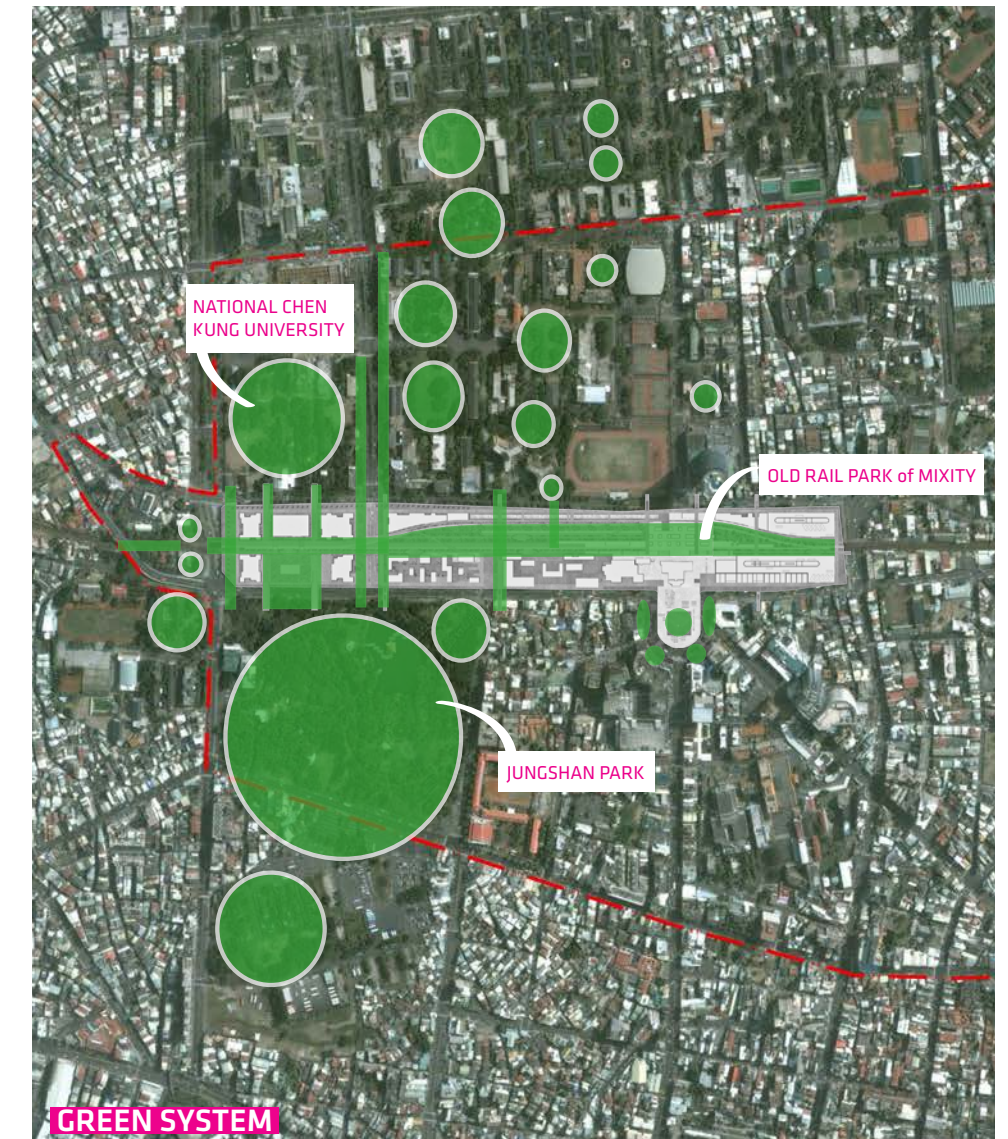 NATIONAL CHEN
KUNG UNIVERSITY
OLD RAIL PARK of MIXITY
JUNGSHAN PARK
GREEN SYSTEM